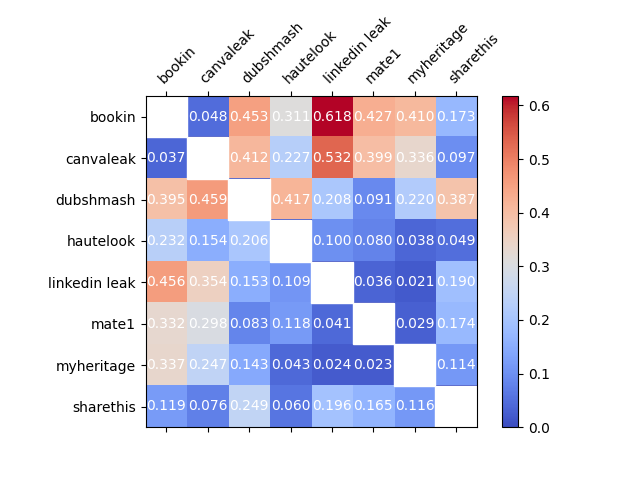 bookin canvaleak dubshmash hautelook linkedin leak mate1 myheritage sharethis
bookin 0.048 0.453 0.311 0.618 0.427 0.410 0.173
canvaleak 0.037 0.412 0.227 0.532 0.399 0.336 0.097
dubshmash 0.395 0.459 0.417 0.208 0.091 0.220 0.387
hautelook 0.232 0.154 0.206 0.100 0.080 0.038 0.049
linkedin leak 0.456 0.354 0.153 0.109 0.036 0.021 0.190
mate1 0.332 0.298 0.083 0.118 0.041 0.029 0.174
myheritage 0.337 0.247 0.143 0.043 0.024 0.023 0.114
sharethis 0.119 0.076 0.249 0.060 0.196 0.165 0.116
0.6
0.5
0.4
0.3
0.2
0.1
0.0